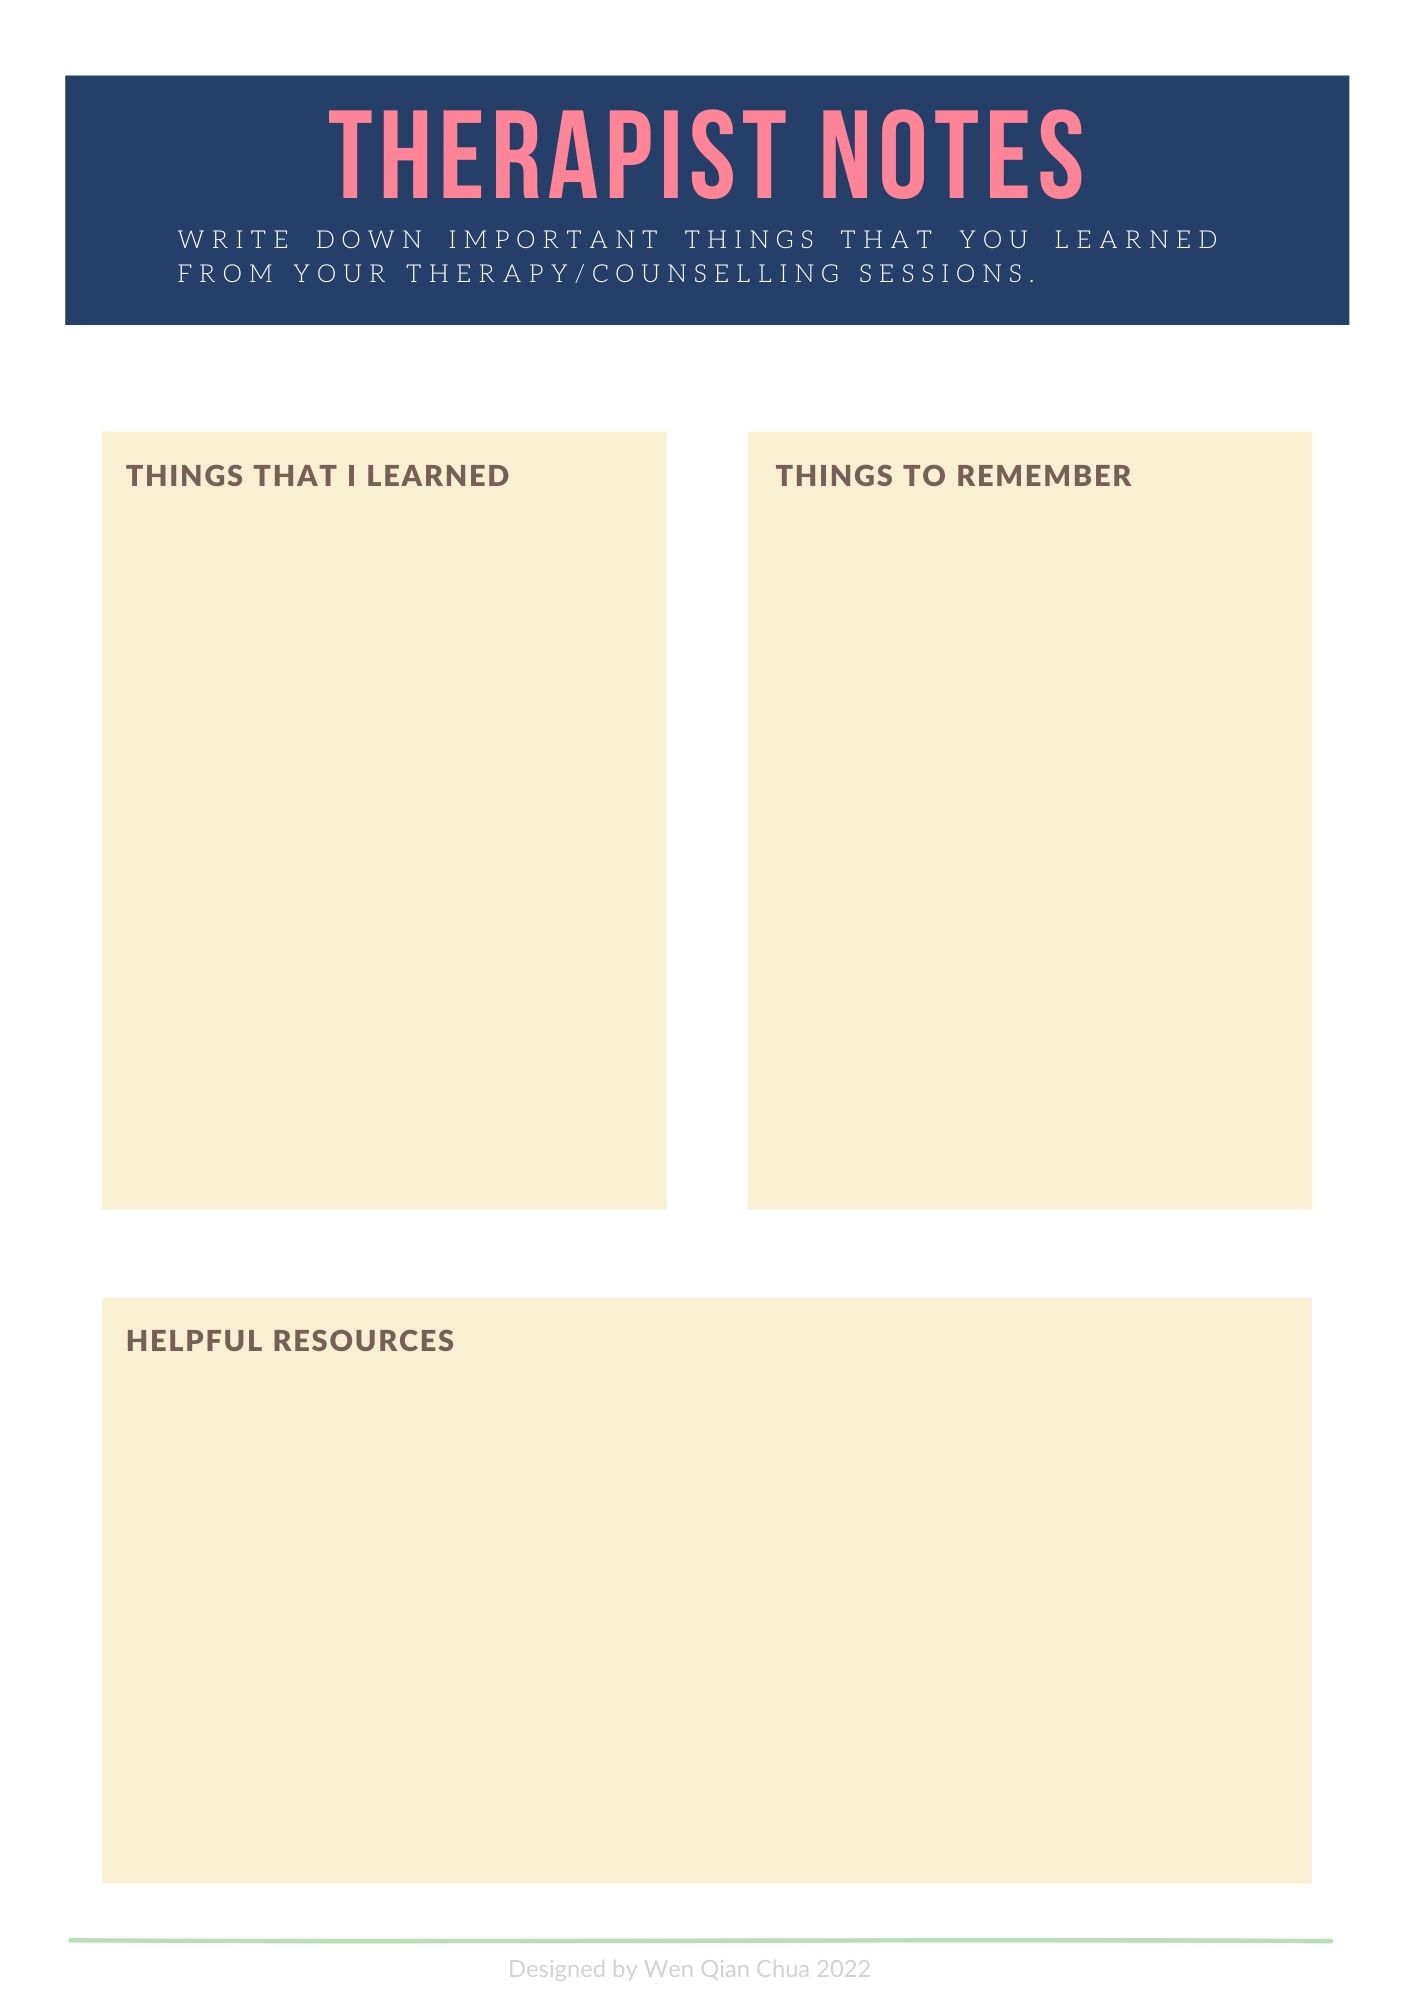 THERAPIST NOTES
WRITE DOWN IMPORTANT THINGS THAT YOU LEARNED
FROM YOUR THERAPY/COUNSELLING SESSIONS.
THINGS THAT I LEARNED
THINGS TO REMEMBER
HELPFUL RESOURCES
Designed by Wen Qian Chua 2022